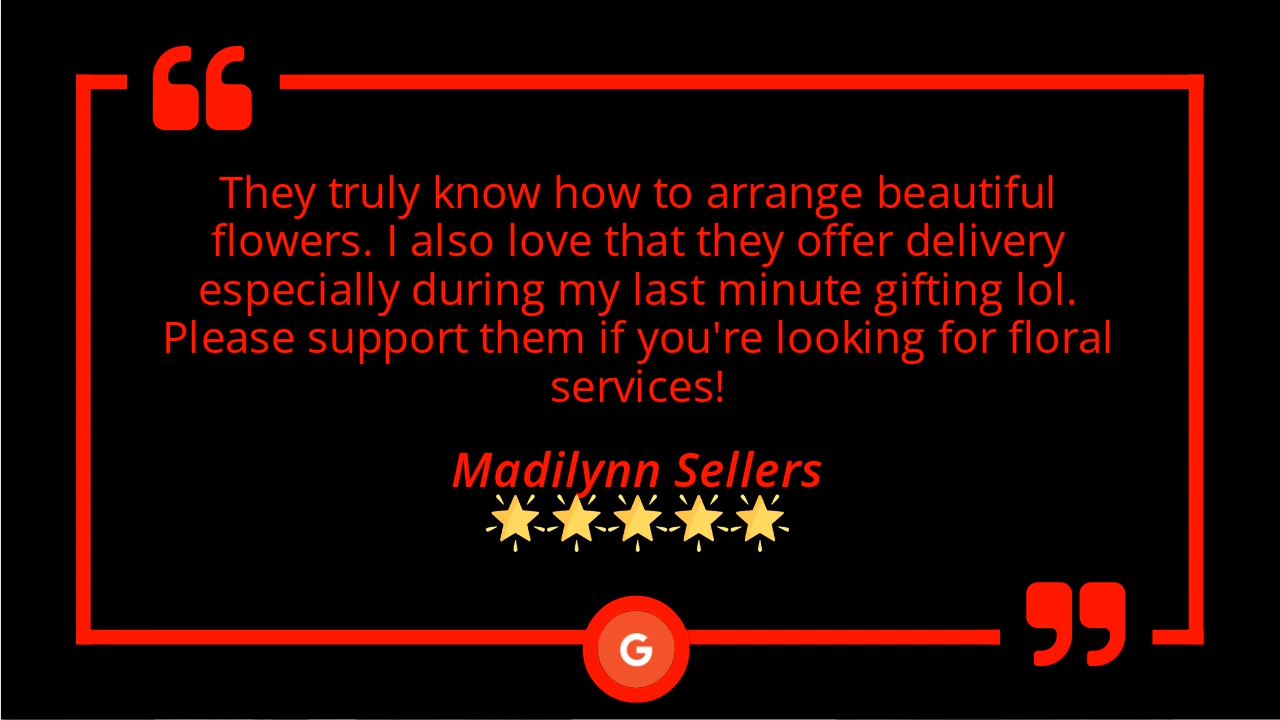 They truly know how to arrange beautiful
flowers. I also love that they offer delivery
especially during my last minute gifting lol.
Please support them if you're looking for floral
services!
Madilynn Sellers
G